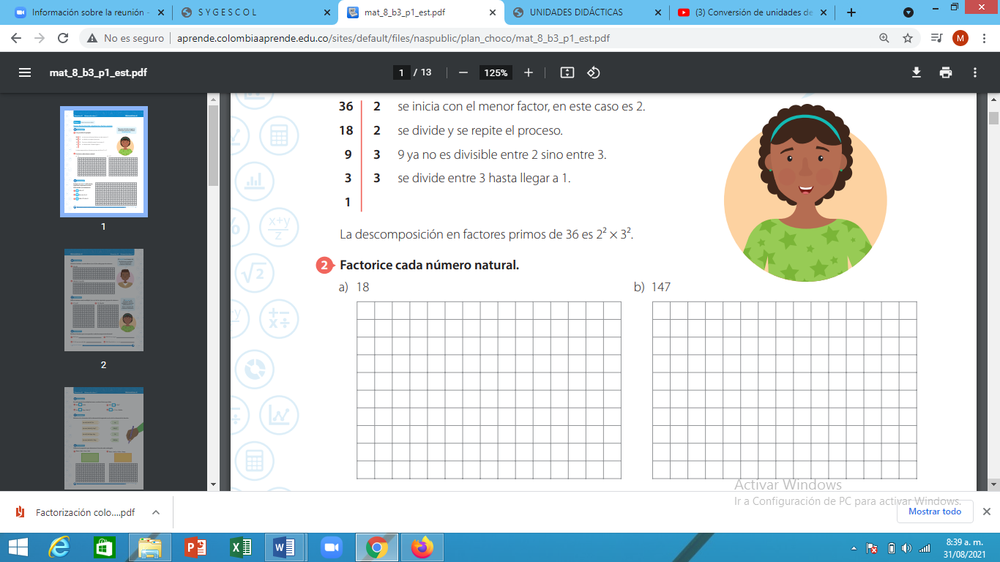 Información sobre la reunión -
S Y G E S C O L
mat_8_b3_p1_est.pdf
UNIDADES DIDÁCTICAS
(3) Conversión de unidades de
No es seguro
aprende.colombiaaprende.edu.co/sites/default/files/naspublic/plan_choco/mat_8_b3_p1_est.pdf
M
mat_8_b3_p1_est.pdf
1 / 13
125%
1
2
36 2 se inicia con el menor factor, en este caso es 2.
18 2 se divide y se repite el proceso.
9 3 9 ya no es divisible entre 2 sino entre 3.
3 3 se divide entre 3 hasta llegar a 1.
1
La descomposición en factores primos de 36 es 2² × 3².
2 Factorice cada número natural.
a) 18
b) 147
x+y
z
√2
Activar Windows
Ir a Configuración de PC para activar Windows.
Factorización colo....pdf
Mostrar todo
8:39 a. m.
31/08/2021